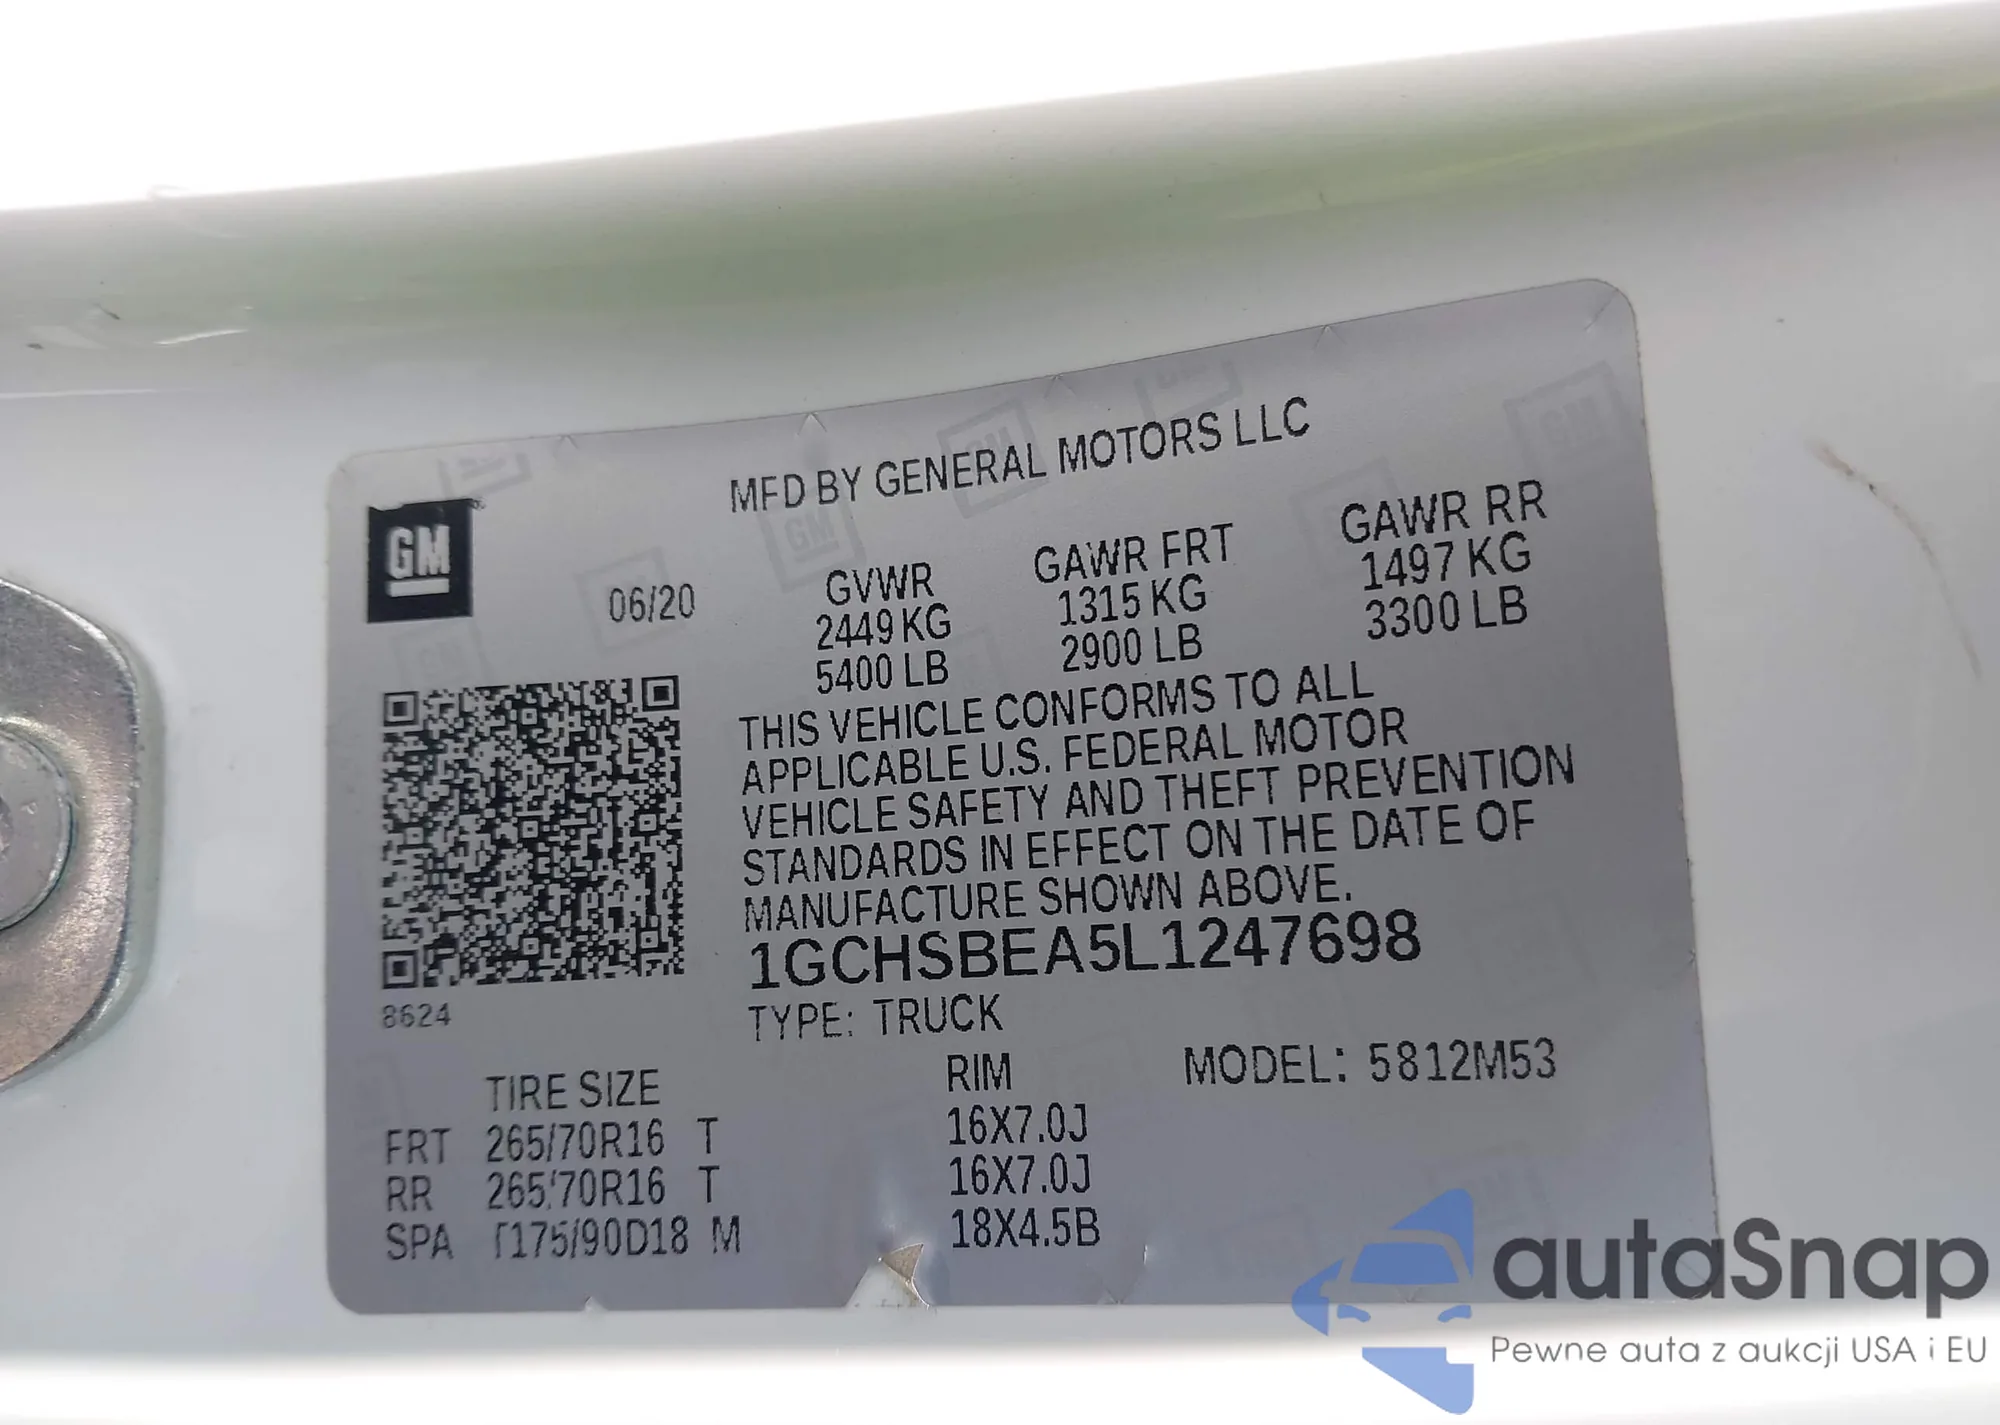 MFD BY GENERAL MOTORS LLC
GM
06/20
GVWR
2449 KG
5400 LB
GAWR FRT
1315 KG
2900 LB
GAWR RR
1497 KG
3300 LB
THIS VEHICLE CONFORMS TO ALL
APPLICABLE U.S. FEDERAL MOTOR
VEHICLE SAFETY AND THEFT PREVENTION
STANDARDS IN EFFECT ON THE DATE OF
MANUFACTURE SHOWN ABOVE.
1GCHSBEA5L1247698
8624
TYPE: TRUCK
MODEL: 5812M53
TIRE SIZE RIM
FRT 265/70R16 T 16X7.0J
RR 265/70R16 T 16X7.0J
SPA T175/90D18 M 18X4.5B
autaSnap
Pewne auta z aukcji USA i EU